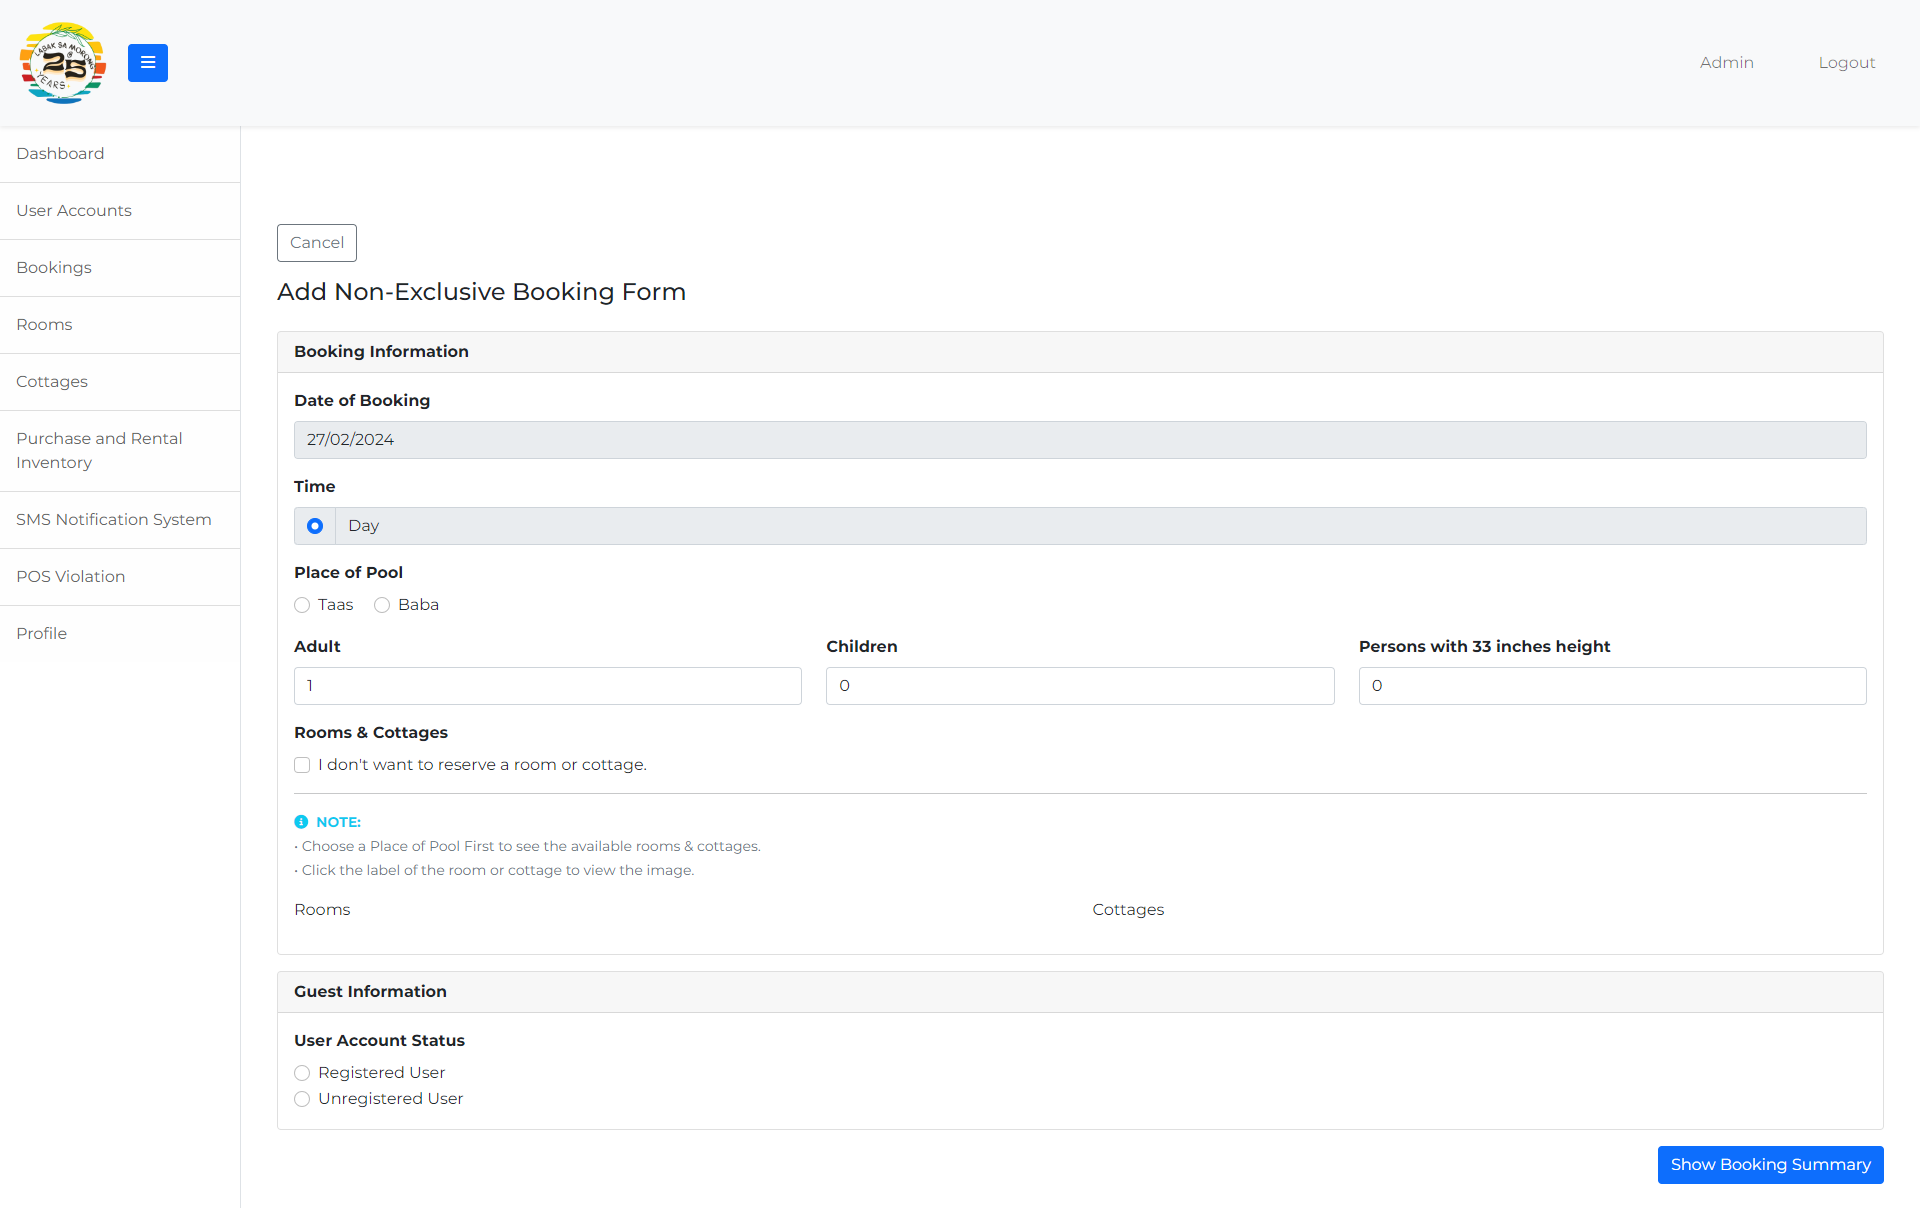 LABAK SA MORONG
@
25
YEARS
Admin
Logout
Dashboard
User Accounts
Bookings
Rooms
Cottages
Purchase and Rental
Inventory
SMS Notification System
POS Violation
Profile
Cancel
Add Non-Exclusive Booking Form
Booking Information
Date of Booking
27/02/2024
Time
Day
Place of Pool
Taas
Baba
Adult
Children
Persons with 33 inches height
1
0
0
Rooms & Cottages
I don't want to reserve a room or cottage.
NOTE:
• Choose a Place of Pool First to see the available rooms & cottages.
• Click the label of the room or cottage to view the image.
Rooms
Cottages
Guest Information
User Account Status
Registered User
Unregistered User
Show Booking Summary